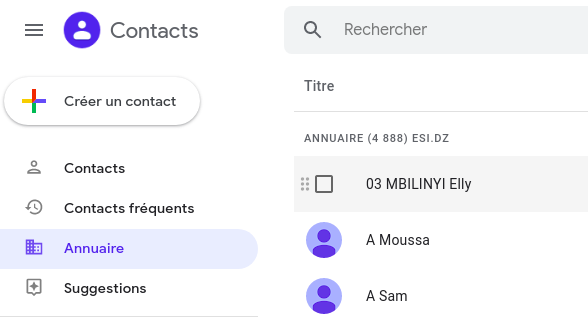 Contacts
Rechercher
Créer un contact
Titre
Contacts
Contacts fréquents
Annuaire
Suggestions
ANNUAIRE (4 888) ESI.DZ
03 MBILINYI Elly
A Moussa
A Sam